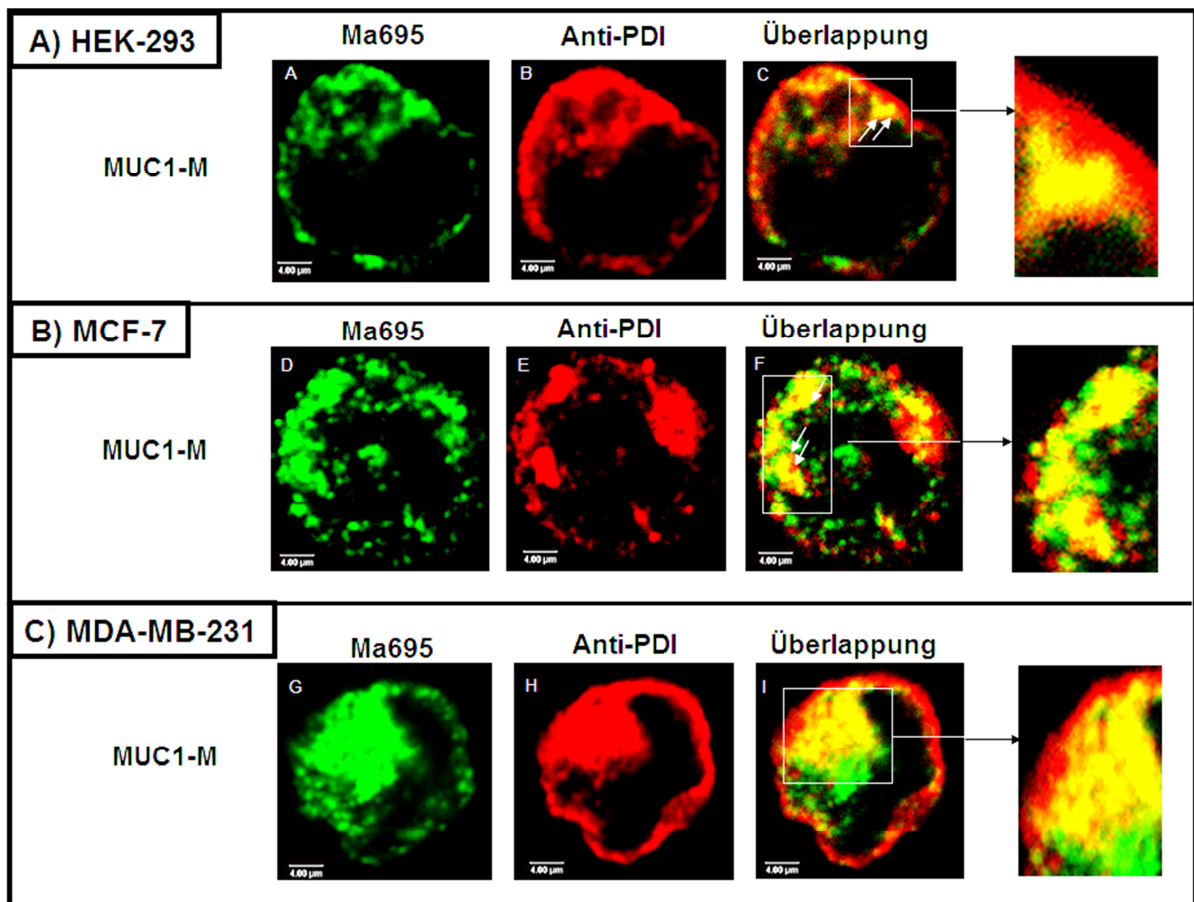 A) HEK-293
Ma695 Anti-PDI Überlappung
A B C
MUC1-M
4.00 µm 4.00 µm 4.00 µm
B) MCF-7
Ma695 Anti-PDI Überlappung
D E F
MUC1-M
4.00 µm 4.00 µm 4.00 µm
C) MDA-MB-231
Ma695 Anti-PDI Überlappung
G H I
MUC1-M
4.00 µm 4.00 µm 4.00 µm